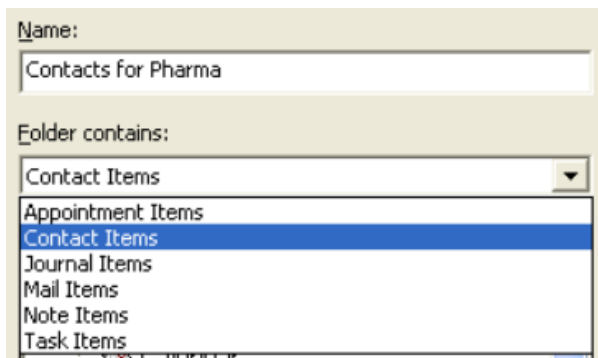 Name:
Contacts for Pharma
Folder contains:
Contact Items
Appointment Items
Contact Items
Journal Items
Mail Items
Note Items
Task Items